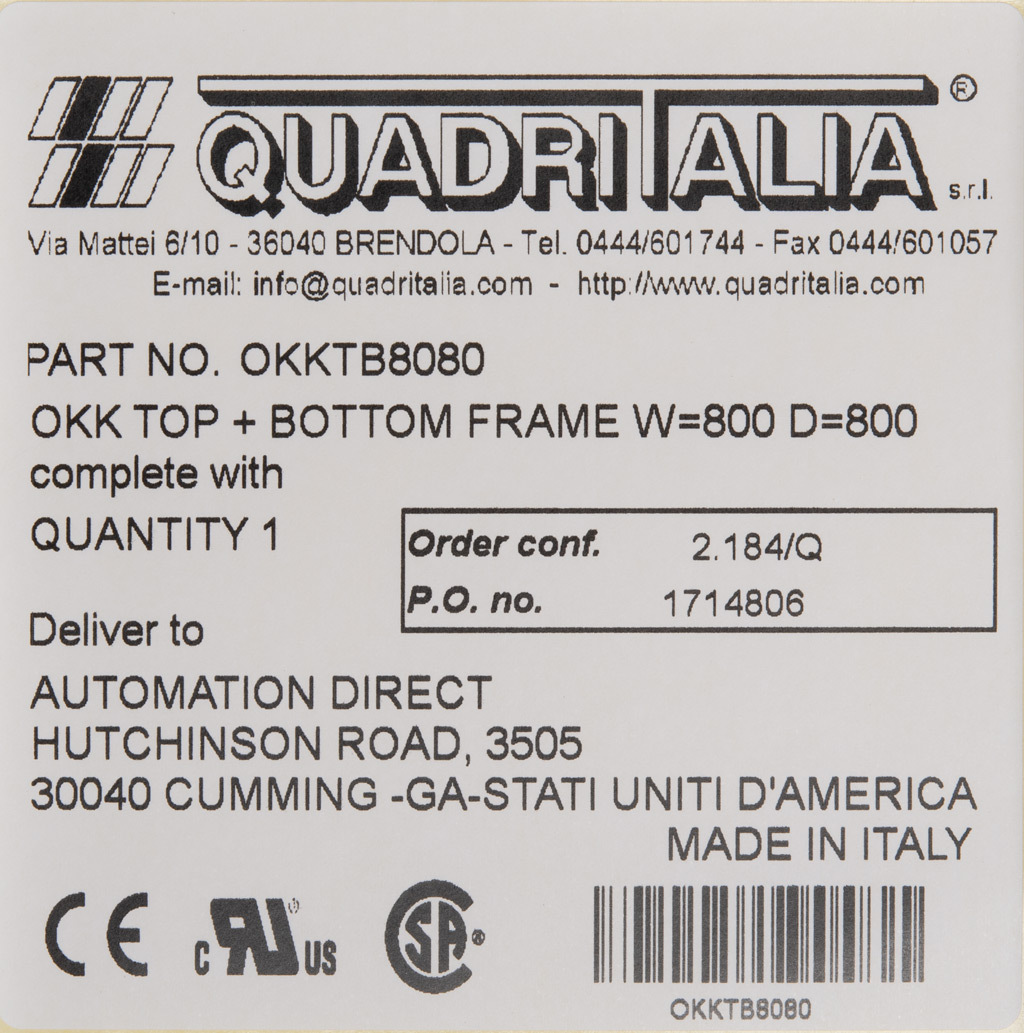 QUADRITALIA ® s.r.l.
Via Mattei 6/10 - 36040 BRENDOLA - Tel. 0444/601744 - Fax 0444/601057
E-mail: info@quadritalia.com - http://www.quadritalia.com
PART NO. OKKTB8080
OKK TOP + BOTTOM FRAME W=800 D=800
complete with
QUANTITY 1
Order conf. 2.184/Q
P.O. no. 1714806
Deliver to
AUTOMATION DIRECT
HUTCHINSON ROAD, 3505
30040 CUMMING -GA-STATI UNITI D'AMERICA
MADE IN ITALY
CE c RU ® US SA ®
OKKTB8080